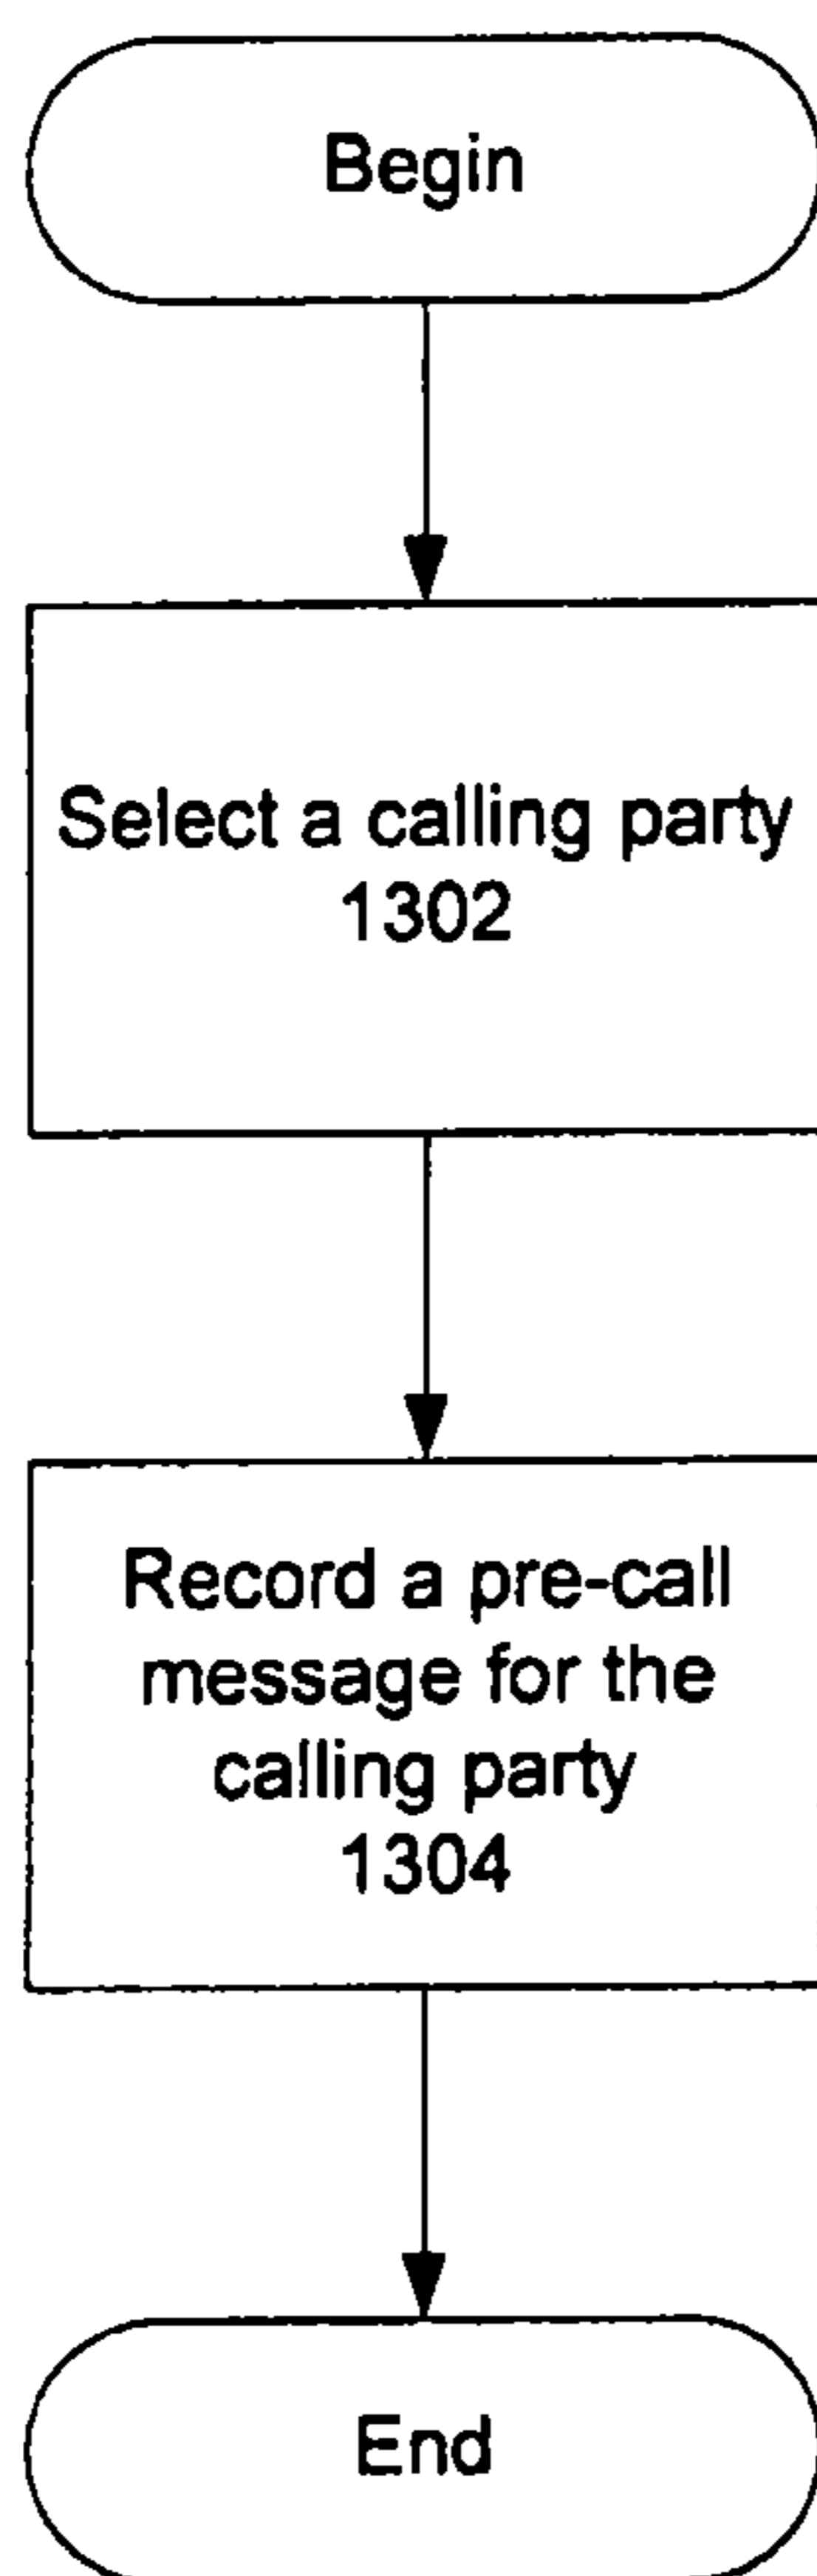 Begin
Select a calling party
1302
Record a pre-call
message for the
calling party
1304
End